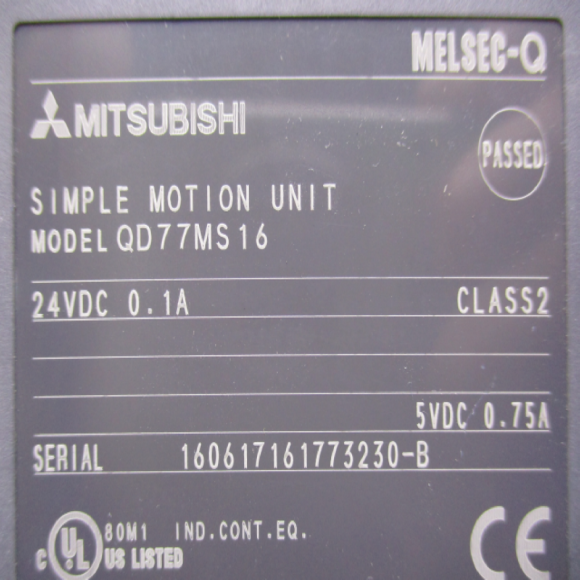 MELSEC-Q
MITSUBISHI
PASSED
SIMPLE MOTION UNIT
MODEL QD77MS16
24VDC 0.1A CLASS2
5VDC 0.75A
SERIAL 160617161773230-B
80M1 IND.CONT.EQ.
c UL US LISTED
CE